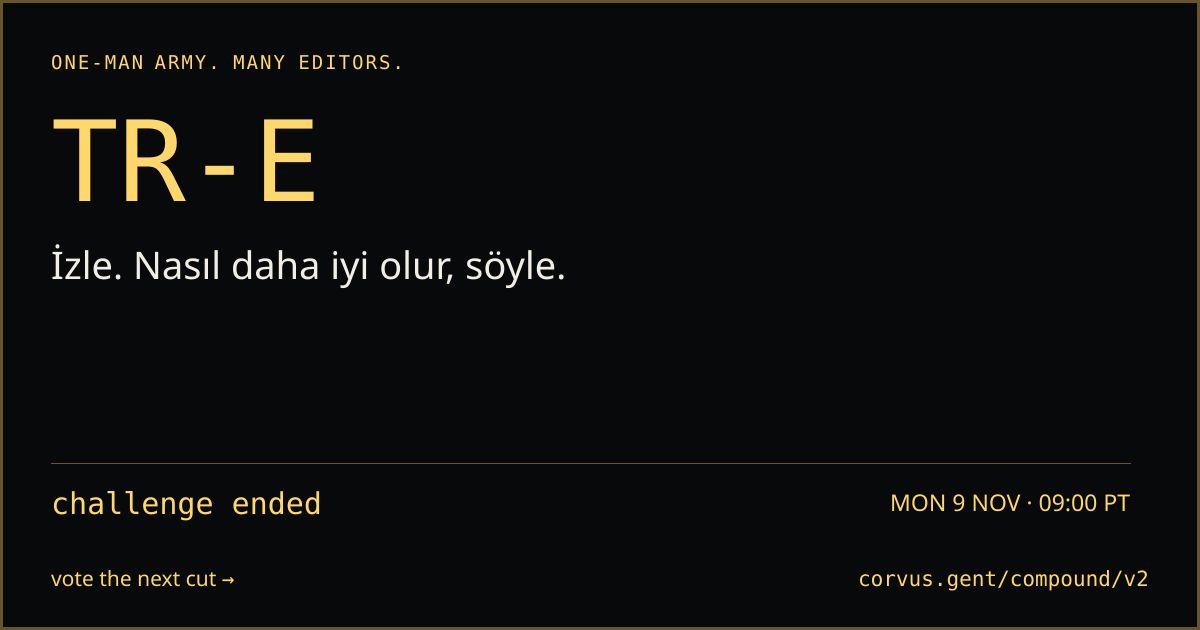 ONE-MAN ARMY. MANY EDITORS.
TR-E
İzle. Nasıl daha iyi olur, söyle.
challenge ended
MON 9 NOV · 09:00 PT
vote the next cut →
corvus.gent/compound/v2